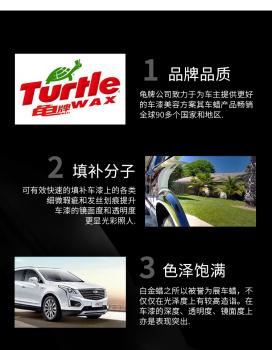 Turtle
龟牌WAX
1 品牌品质
龟牌公司致力于为车主提供更好
的车漆美容方案其车蜡产品畅销
全球90多个国家和地区.
2 填补分子
可有效快速的填补车漆上的各类
细微瑕疵和发丝划痕提升
车漆的镜面度和透明度
更显光彩照人.
3 色泽饱满
白金蜡之所以被誉为展车蜡，不
仅仅在光泽度上有较高造诣。在
车漆的深度、透明度、镜面度上
亦是表现突出.